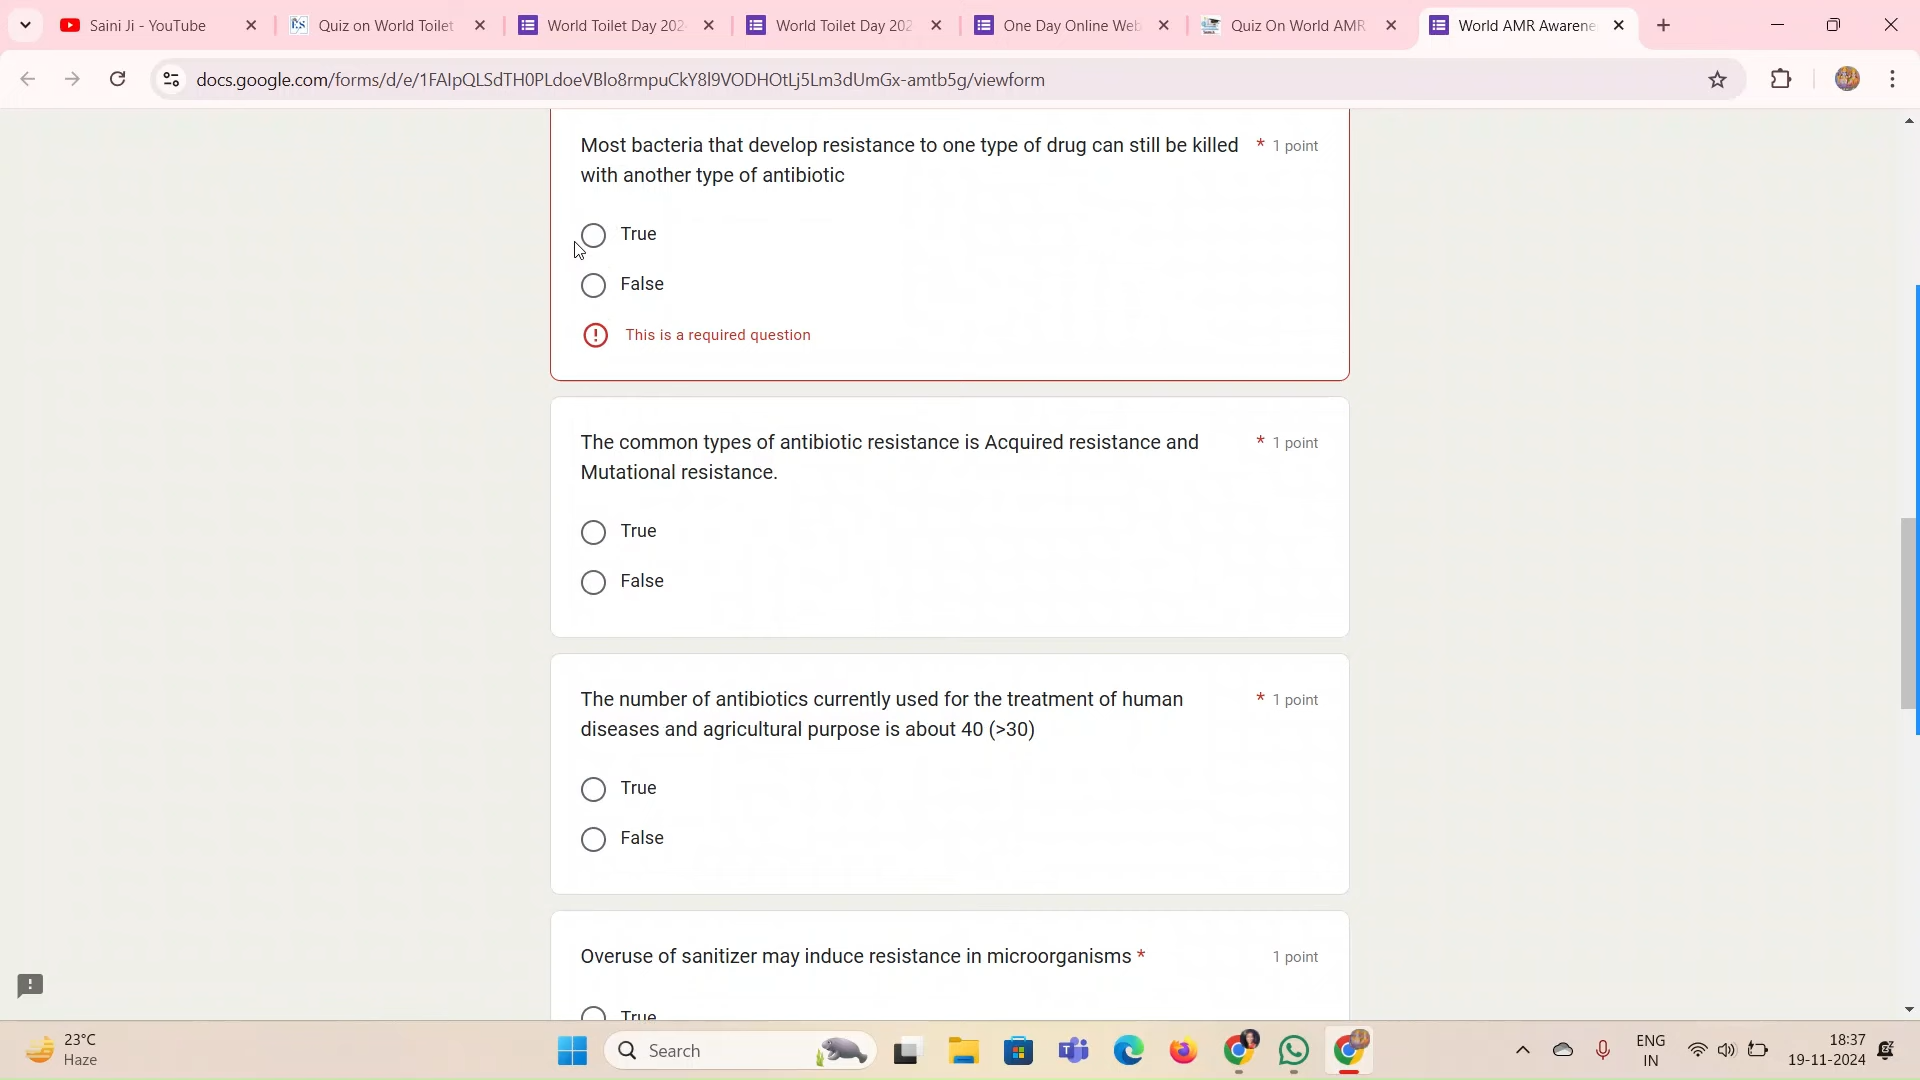 Saini Ji - YouTube
Quiz on World Toilet
World Toilet Day 202
World Toilet Day 202
One Day Online Web
Quiz On World AMR
World AMR Awarene
docs.google.com/forms/d/e/1FAIpQLSdTH0PLdoeVBlo8rmpuCkY8l9VODHOtLj5Lm3dUmGx-amtb5g/viewform
Most bacteria that develop resistance to one type of drug can still be killed * 1 point
with another type of antibiotic
True
False
This is a required question
The common types of antibiotic resistance is Acquired resistance and * 1 point
Mutational resistance.
True
False
The number of antibiotics currently used for the treatment of human * 1 point
diseases and agricultural purpose is about 40 (>30)
True
False
Overuse of sanitizer may induce resistance in microorganisms * 1 point
True
23°C
Haze
Search
ENG
IN
18:37
19-11-2024